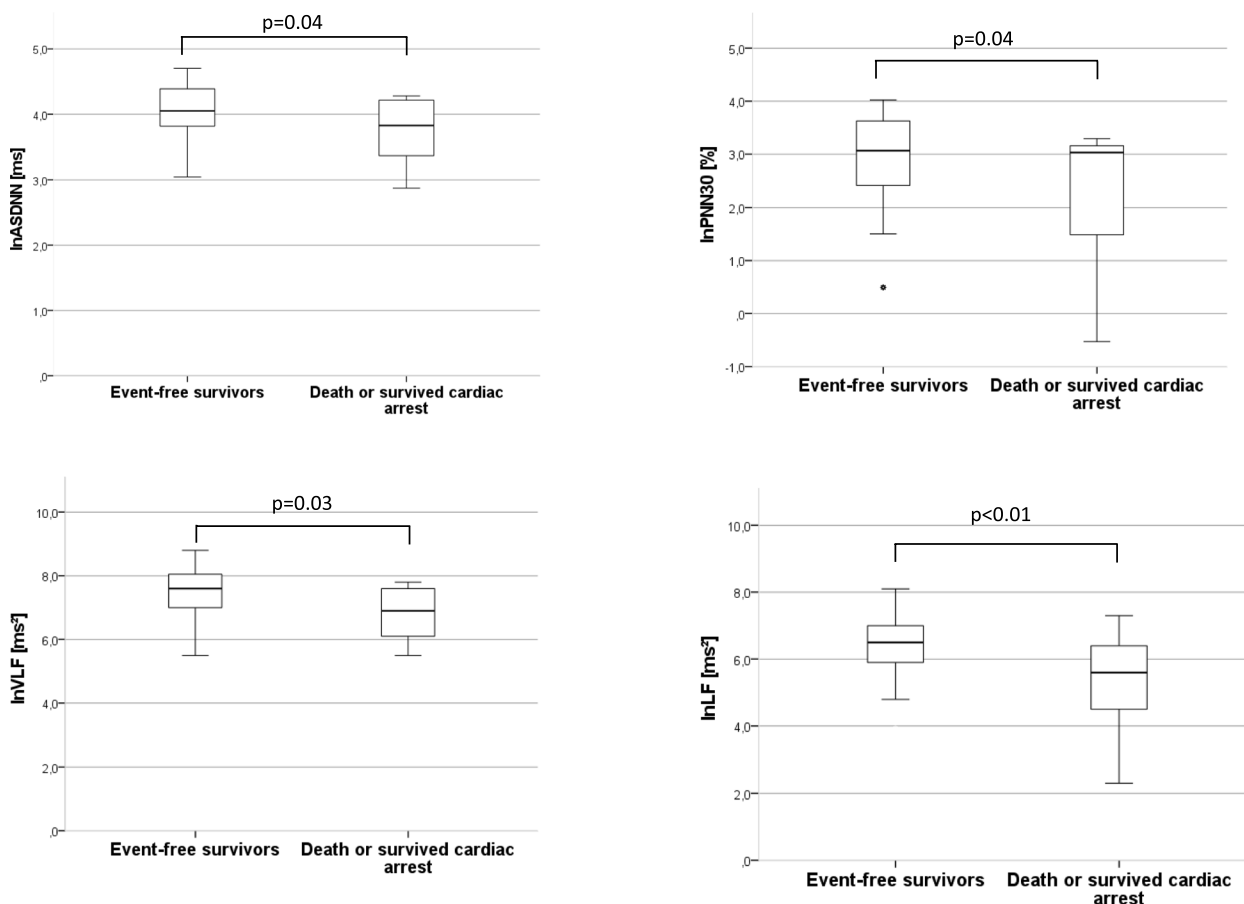 p=0.04
5,0
4,0
3,0
2,0
1,0
,0
lnASDNN [ms]
Event-free survivors
Death or survived cardiac
arrest
p=0.04
5,0
4,0
3,0
2,0
1,0
,0
-1,0
lnPNN30 [%]
Event-free survivors
Death or survived cardiac
arrest
p=0.03
10,0
8,0
6,0
4,0
2,0
,0
lnVLF [ms²]
Event-free survivors
Death or survived cardiac
arrest
p<0.01
10,0
8,0
6,0
4,0
2,0
,0
lnLF [ms²]
Event-free survivors
Death or survived cardiac
arrest